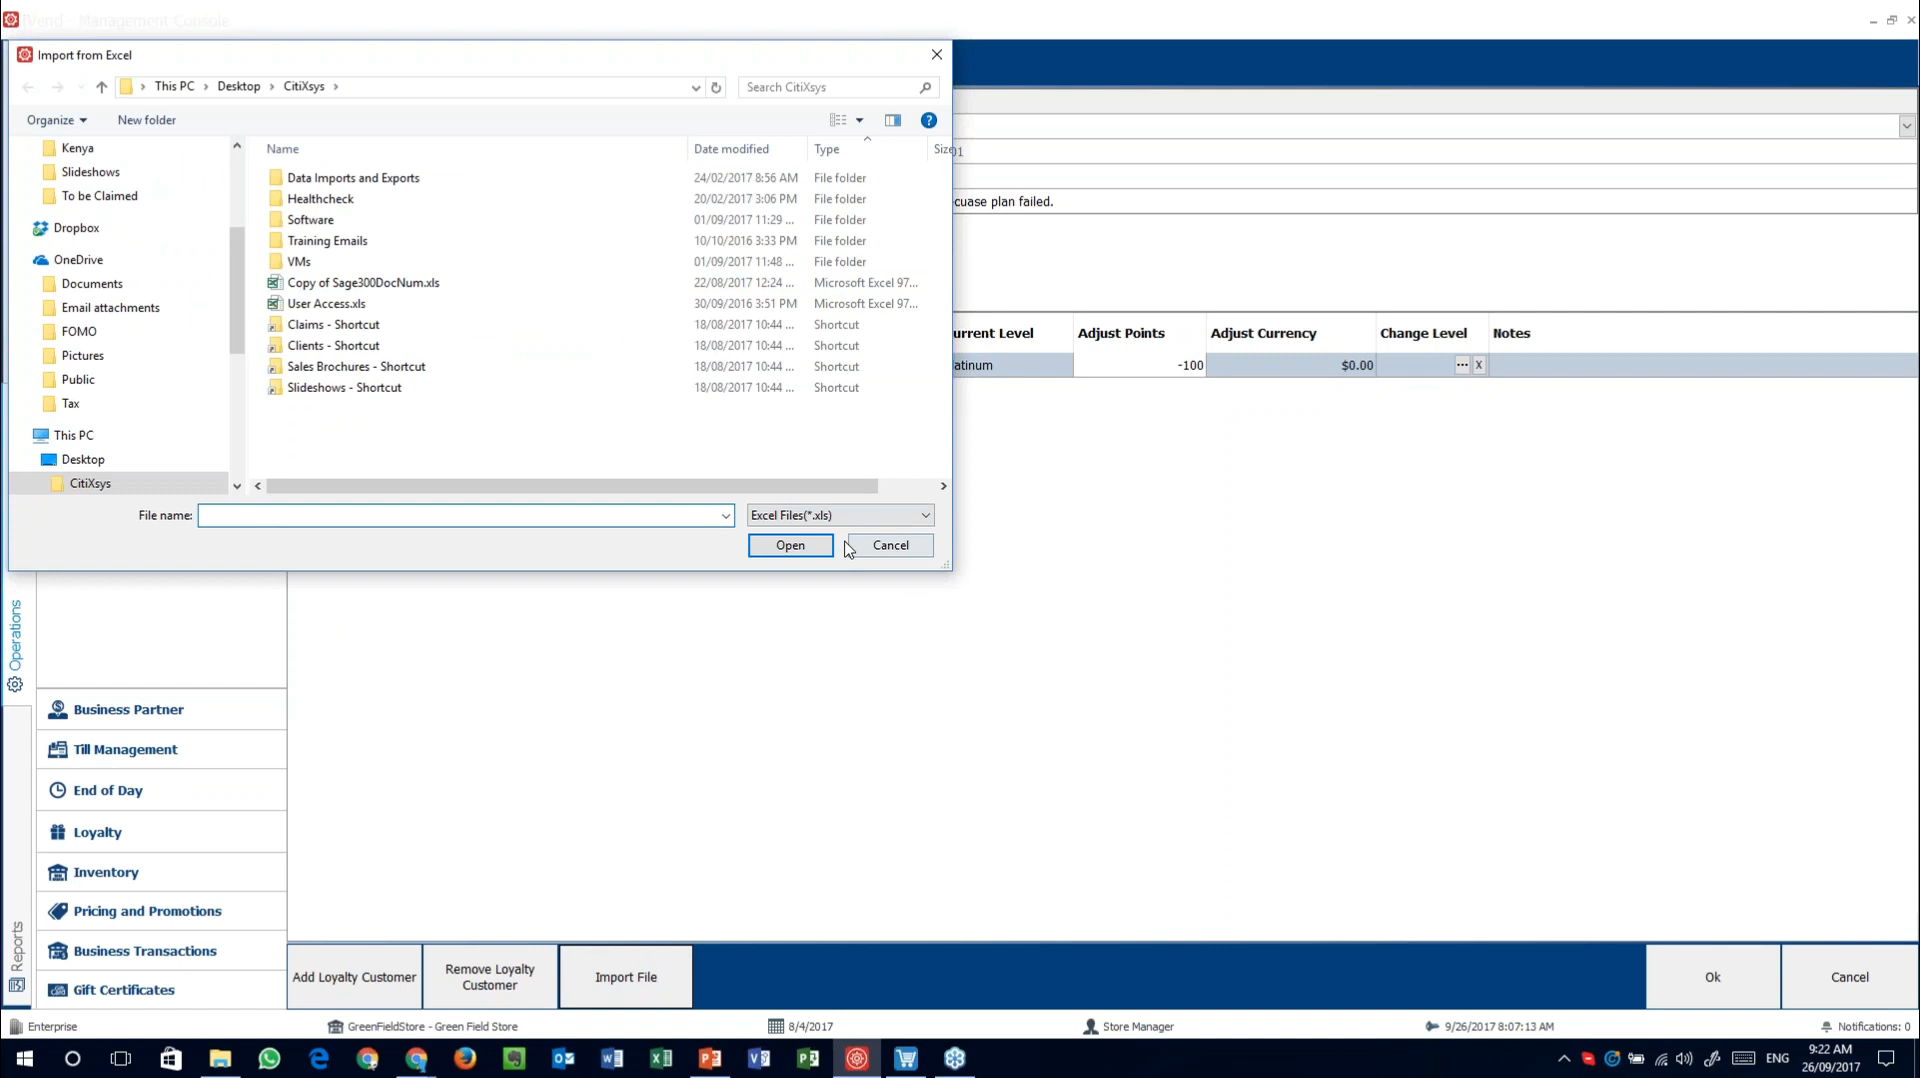 iVend - Management Console
Import from Excel
This PC > Desktop > CitiXsys >
Search CitiXsys
Organize
New folder
Kenya
Slideshows
To be Claimed
Dropbox
OneDrive
Documents
Email attachments
FOMO
Pictures
Public
Tax
This PC
Desktop
CitiXsys
Name Date modified Type Size
Data Imports and Exports 24/02/2017 8:56 AM File folder
Healthcheck 20/02/2017 3:06 PM File folder
Software 01/09/2017 11:29 ... File folder
Training Emails 10/10/2016 3:33 PM File folder
VMs 01/09/2017 11:48 ... File folder
Copy of Sage300DocNum.xls 22/08/2017 12:24 ... Microsoft Excel 97...
User Access.xls 30/09/2016 3:51 PM Microsoft Excel 97...
Claims - Shortcut 18/08/2017 10:44 ... Shortcut
Clients - Shortcut 18/08/2017 10:44 ... Shortcut
Sales Brochures - Shortcut 18/08/2017 10:44 ... Shortcut
Slideshows - Shortcut 18/08/2017 10:44 ... Shortcut
File name:
Excel Files(*.xls)
Open
Cancel
01
cuase plan failed.
urrent Level Adjust Points Adjust Currency Change Level Notes
latinum -100 $0.00 ... X
Operations
Reports
Business Partner
Till Management
End of Day
Loyalty
Inventory
Pricing and Promotions
Business Transactions
Gift Certificates
Add Loyalty Customer
Remove Loyalty
Customer
Import File
Ok
Cancel
Enterprise
GreenFieldStore - Green Field Store
8/4/2017
Store Manager
9/26/2017 8:07:13 AM
Notifications: 0
ENG
9:22 AM
26/09/2017